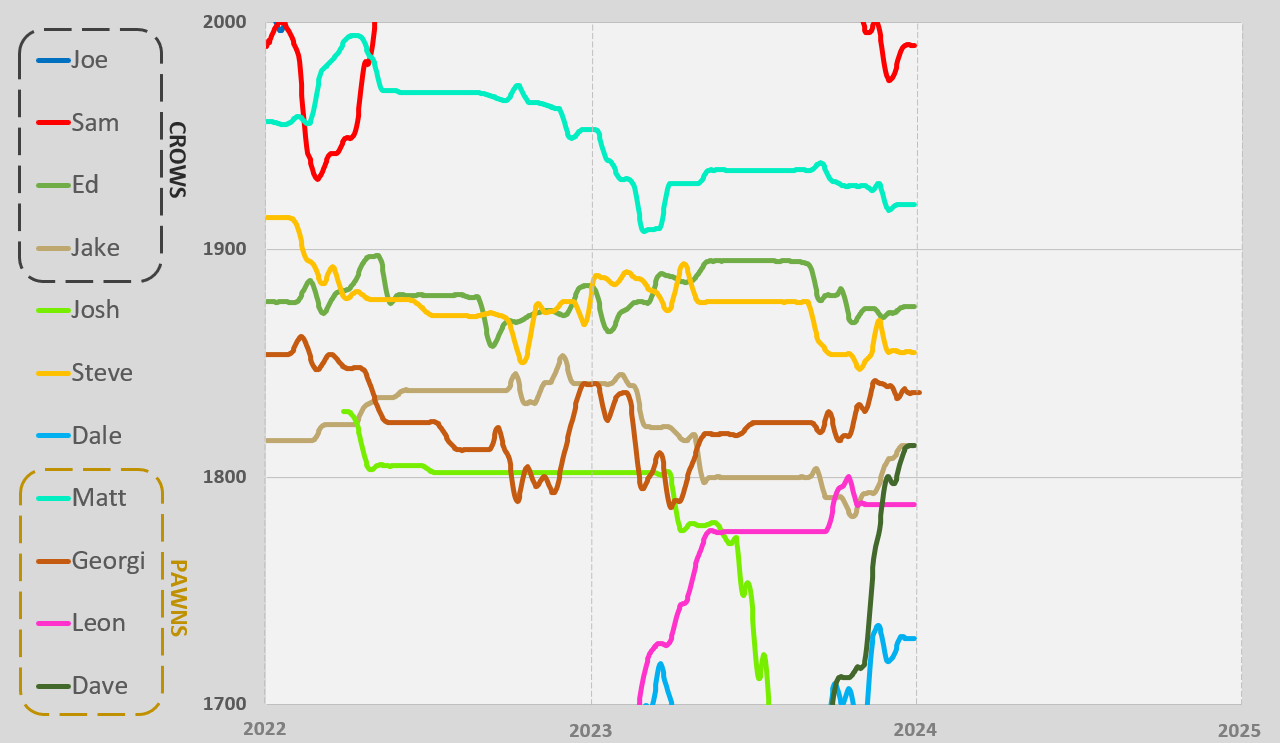 Joe
Sam
Ed
Jake
CROWS
Josh
Steve
Dale
Matt
Georgi
Leon
Dave
PAWNS
2000
1900
1800
1700
2022
2023
2024
2025